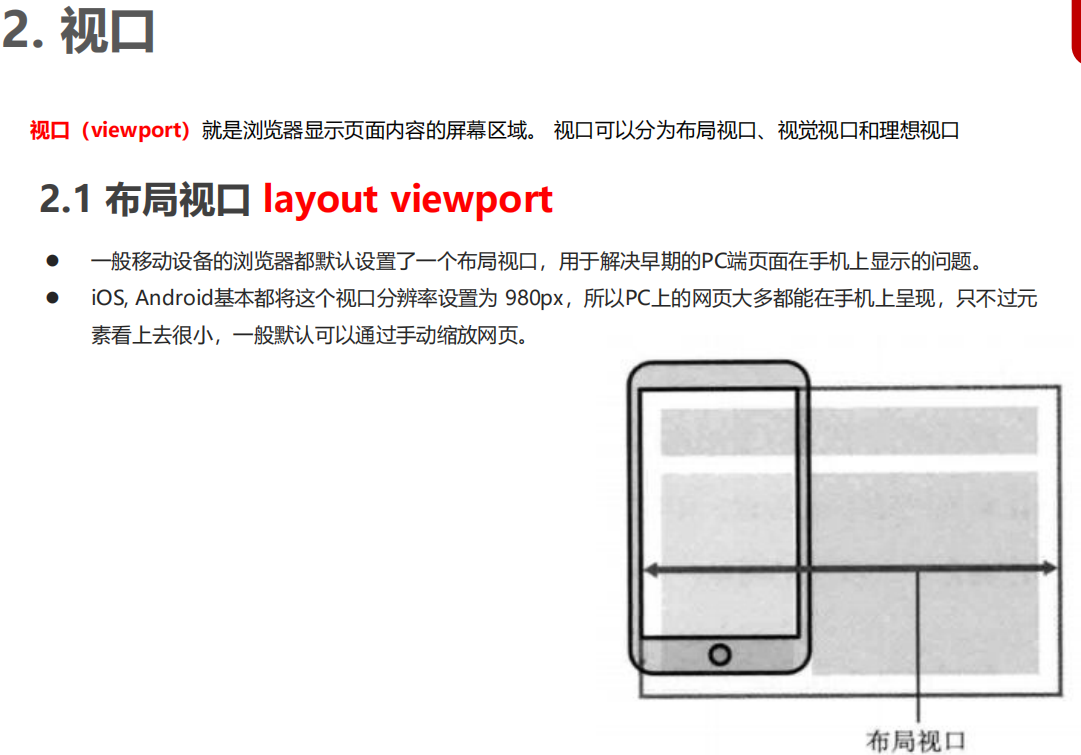 2. 视口
视口（viewport）就是浏览器显示页面内容的屏幕区域。 视口可以分为布局视口、视觉视口和理想视口
2.1 布局视口 layout viewport
● 一般移动设备的浏览器都默认设置了一个布局视口，用于解决早期的PC端页面在手机上显示的问题。
● iOS, Android基本都将这个视口分辨率设置为 980px，所以PC上的网页大多都能在手机上呈现，只不过元
素看上去很小，一般默认可以通过手动缩放网页。
布局视口